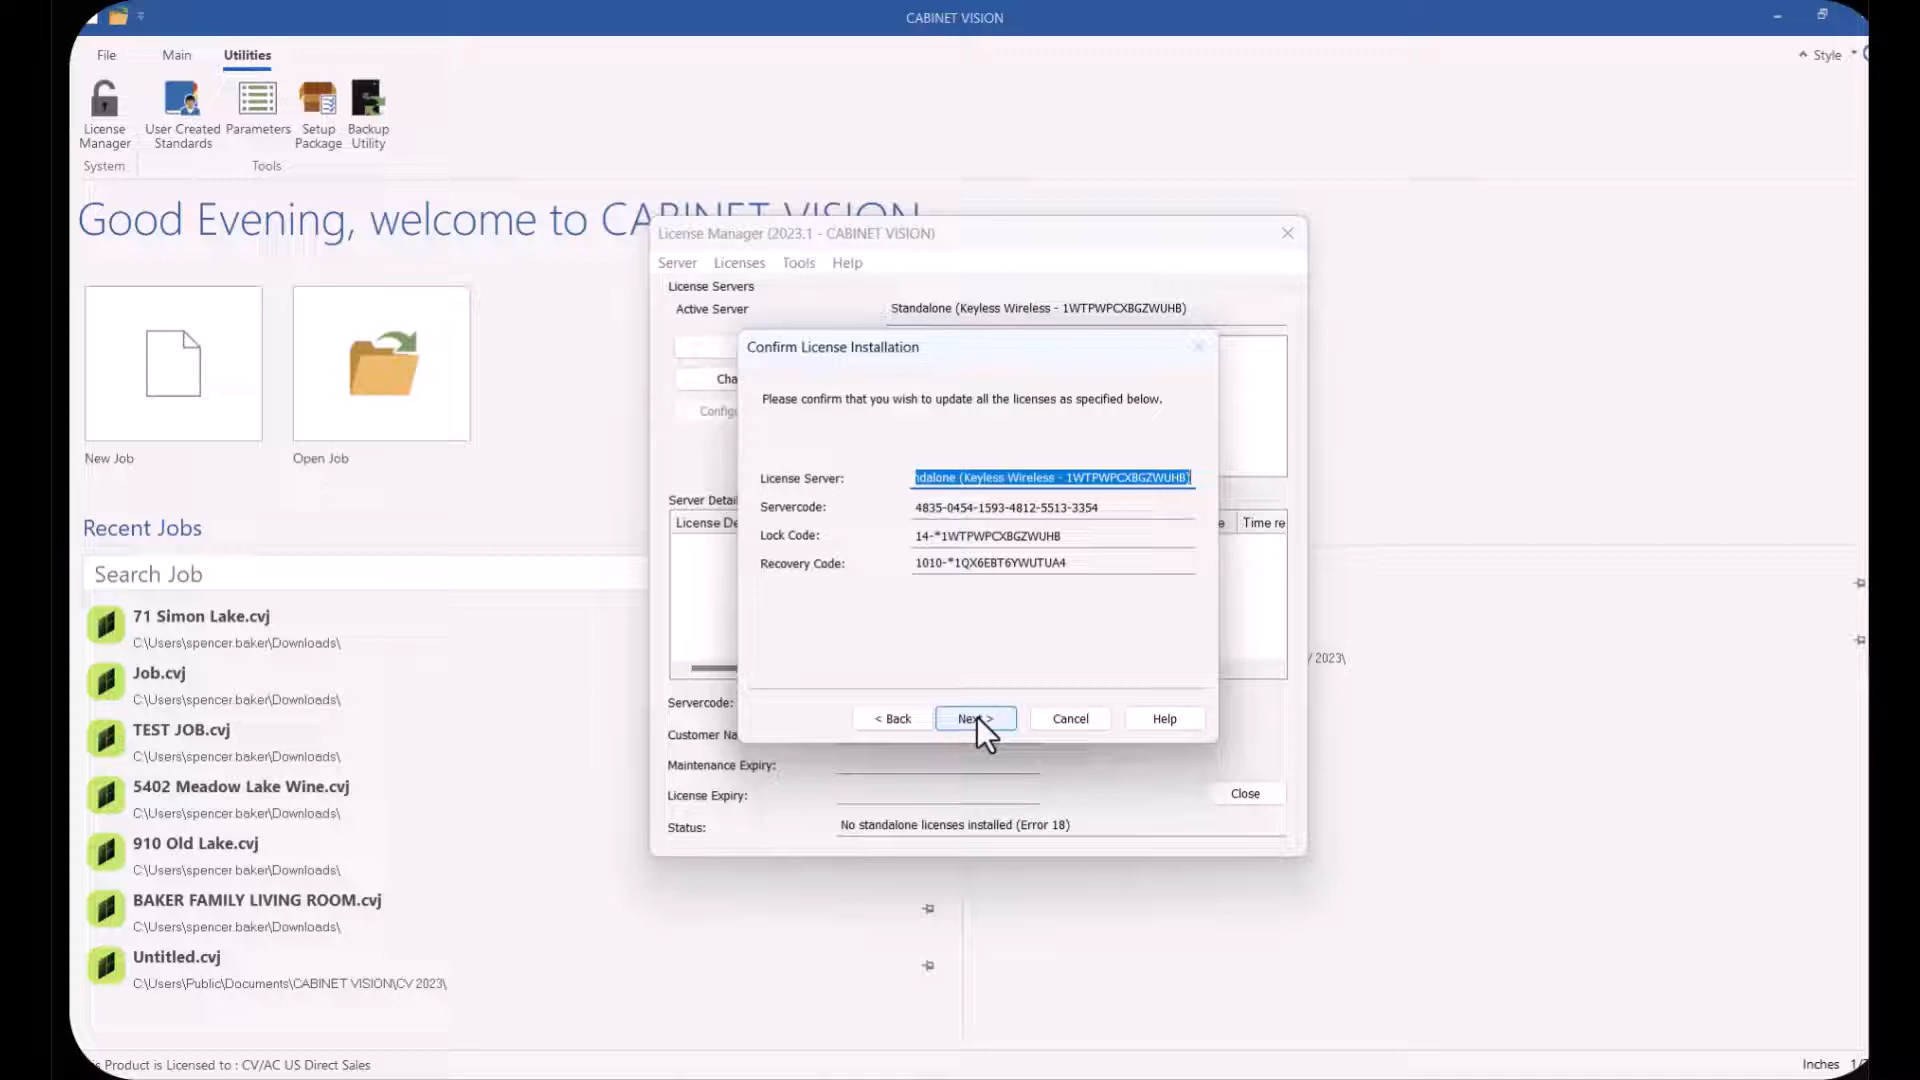 CABINET VISION
File Main Utilities
Style
License Manager
User Created Standards
Parameters
Setup Package
Backup Utility
System Tools
Good Evening, welcome to CABINET VISION
New Job
Open Job
Recent Jobs
Search Job
71 Simon Lake.cvj
C:\Users\spencer.baker\Downloads\
Job.cvj
C:\Users\spencer.baker\Downloads\
TEST JOB.cvj
C:\Users\spencer.baker\Downloads\
5402 Meadow Lake Wine.cvj
C:\Users\spencer.baker\Downloads\
910 Old Lake.cvj
C:\Users\spencer.baker\Downloads\
BAKER FAMILY LIVING ROOM.cvj
C:\Users\spencer.baker\Downloads\
Untitled.cvj
C:\Users\Public\Documents\CABINET VISION\CV 2023\
License Manager (2023.1 - CABINET VISION)
Server Licenses Tools Help
License Servers
Active Server Standalone (Keyless Wireless - 1WTPWPCXBGZWUHB)
Cha
Config
Server Detail
License De
Time re
Confirm License Installation
Please confirm that you wish to update all the licenses as specified below.
License Server: ndalone (Keyless Wireless - 1WTPWPCXBGZWUHB)
Servercode: 4835-0454-1593-4812-5513-3354
Lock Code: 14-*1WTPWPCXBGZWUHB
Recovery Code: 1010-*1QX6EBT6YWUTUA4
< Back Next > Cancel Help
2023\
Servercode:
Customer Na
Maintenance Expiry:
License Expiry:
Close
Status: No standalone licenses installed (Error 18)
s Product is Licensed to : CV/AC US Direct Sales
Inches